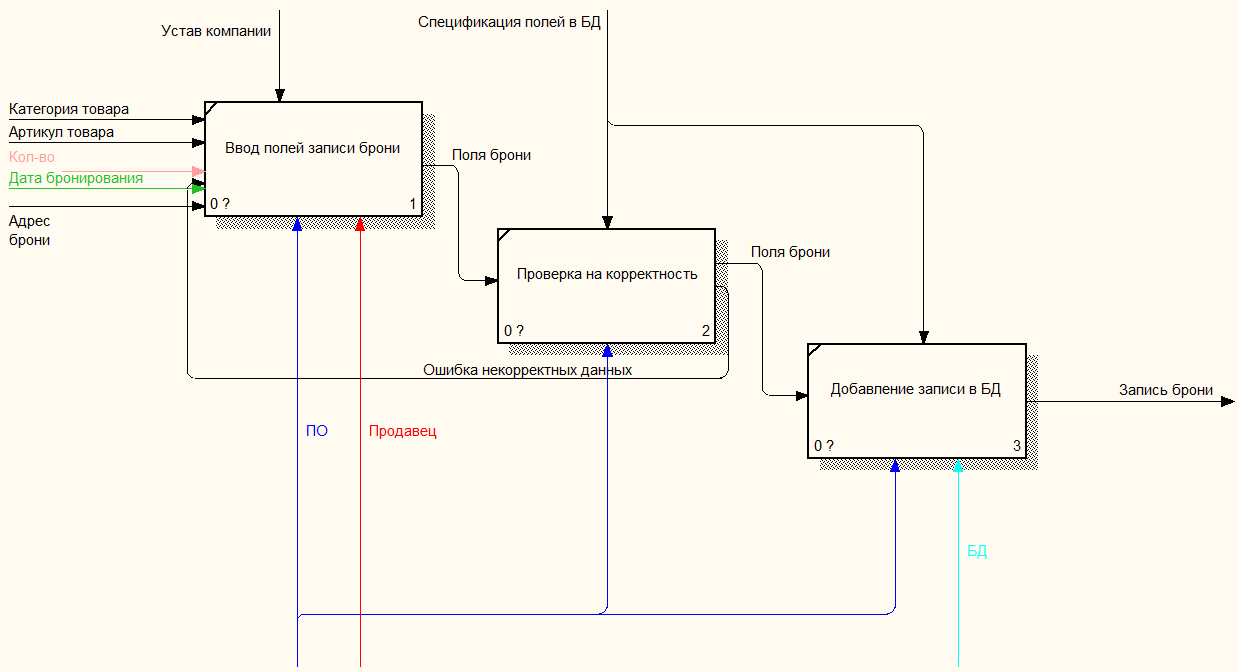 Устав компании
Спецификация полей в БД
Категория товара
Артикул товара
Кол-во
Дата бронирования
Адрес
брони
Ввод полей записи брони
0 ?
1
Поля брони
Проверка на корректность
0 ?
2
Поля брони
Ошибка некорректных данных
Добавление записи в БД
0 ?
3
Запись брони
ПО
Продавец
БД